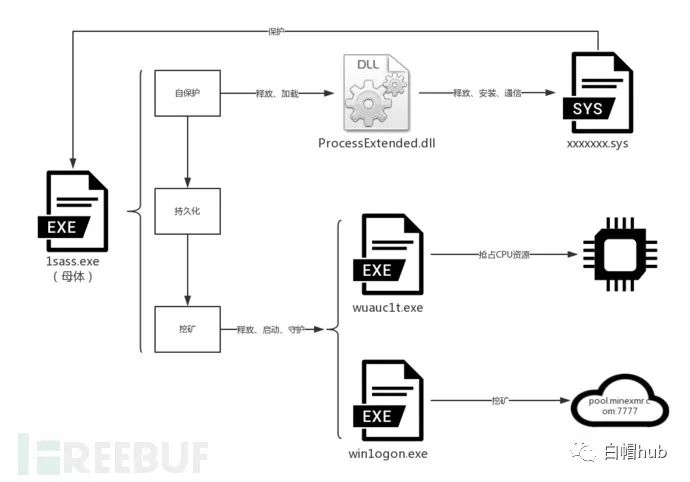 保护
自保护
释放、加载
DLL
ProcessExtended.dll
释放、安装、通信
SYS
xxxxxxx.sys
EXE
1sass.exe
（母体）
持久化
挖矿
释放、启动、守护
EXE
wuauc1t.exe
抢占CPU资源
EXE
win1ogon.exe
挖矿
pool.minexmr.c
om:7777
FREEBUF
白帽hub